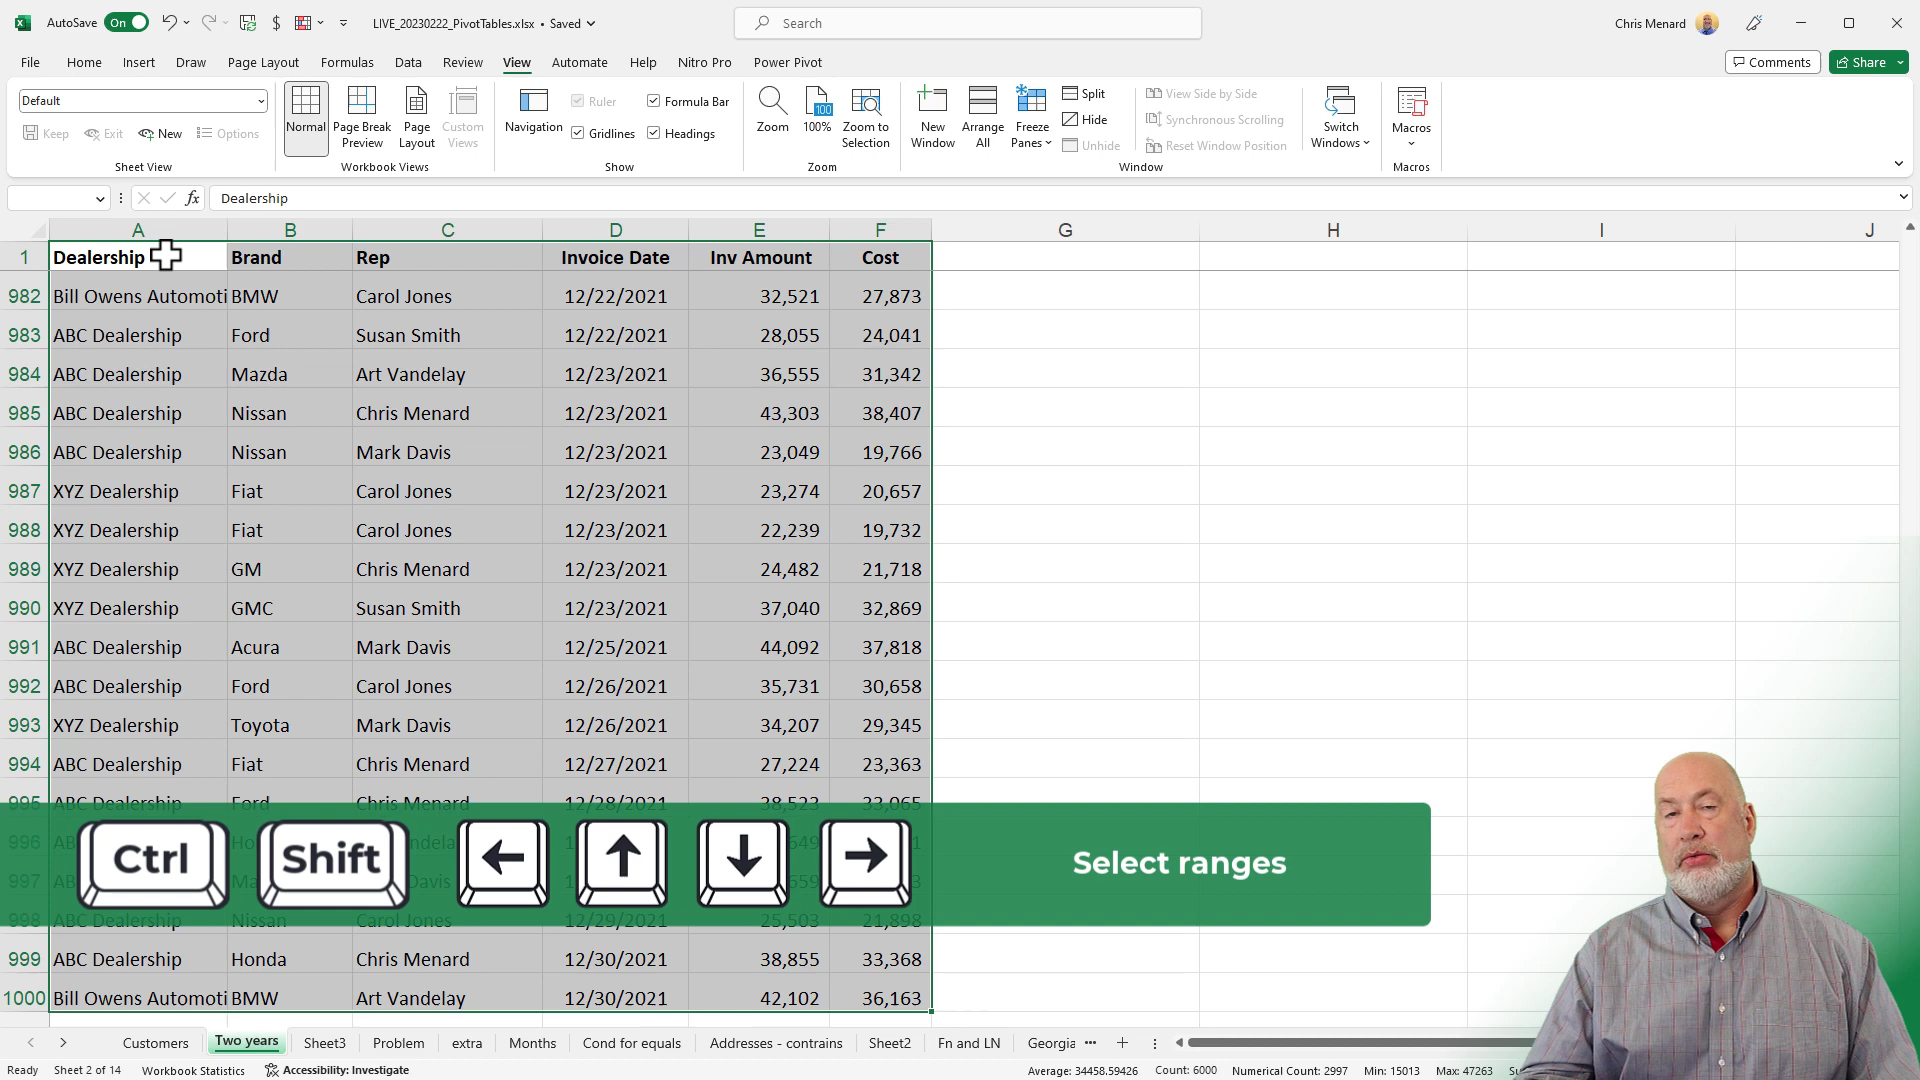 AutoSave On $ LIVE_20230222_PivotTables.xlsx • Saved Search Chris Menard
File Home Insert Draw Page Layout Formulas Data Review View Automate Help Nitro Pro Power Pivot Comments Share
Default
Keep Exit New Options
Sheet View
Normal
Page Break
Preview
Page
Layout
Custom
Views
Workbook Views
Navigation
Ruler Formula Bar
Gridlines Headings
Show
Zoom
100
100%
Zoom to
Selection
Zoom
New
Window
Arrange
All
Freeze
Panes
Split
Hide
Unhide
View Side by Side
Synchronous Scrolling
Reset Window Position
Switch
Windows
Window
Macros
Macros
fx Dealership
A B C D E F G H I J
1 Dealership Brand Rep Invoice Date Inv Amount Cost
982 Bill Owens Automoti BMW Carol Jones 12/22/2021 32,521 27,873
983 ABC Dealership Ford Susan Smith 12/22/2021 28,055 24,041
984 ABC Dealership Mazda Art Vandelay 12/23/2021 36,555 31,342
985 ABC Dealership Nissan Chris Menard 12/23/2021 43,303 38,407
986 ABC Dealership Nissan Mark Davis 12/23/2021 23,049 19,766
987 XYZ Dealership Fiat Carol Jones 12/23/2021 23,274 20,657
988 XYZ Dealership Fiat Carol Jones 12/23/2021 22,239 19,732
989 XYZ Dealership GM Chris Menard 12/23/2021 24,482 21,718
990 XYZ Dealership GMC Susan Smith 12/23/2021 37,040 32,869
991 ABC Dealership Acura Mark Davis 12/25/2021 44,092 37,818
992 ABC Dealership Ford Carol Jones 12/26/2021 35,731 30,658
993 XYZ Dealership Toyota Mark Davis 12/26/2021 34,207 29,345
994 ABC Dealership Fiat Chris Menard 12/27/2021 27,224 23,363
995 ABC Dealership Ford Chris Menard 12/28/2021 38,523 33,065
996
997
Ctrl Shift ← ↑ ↓ → Select ranges
998 ABC Dealership Nissan Carol Jones 12/29/2021 25,503 21,898
999 ABC Dealership Honda Chris Menard 12/30/2021 38,855 33,368
1000 Bill Owens Automoti BMW Art Vandelay 12/30/2021 42,102 36,163
Customers Two years Sheet3 Problem extra Months Cond for equals Addresses - contrains Sheet2 Fn and LN Georgia ...
Ready Sheet 2 of 14 Workbook Statistics Accessibility: Investigate Average: 34458.59426 Count: 6000 Numerical Count: 2997 Min: 15013 Max: 47263